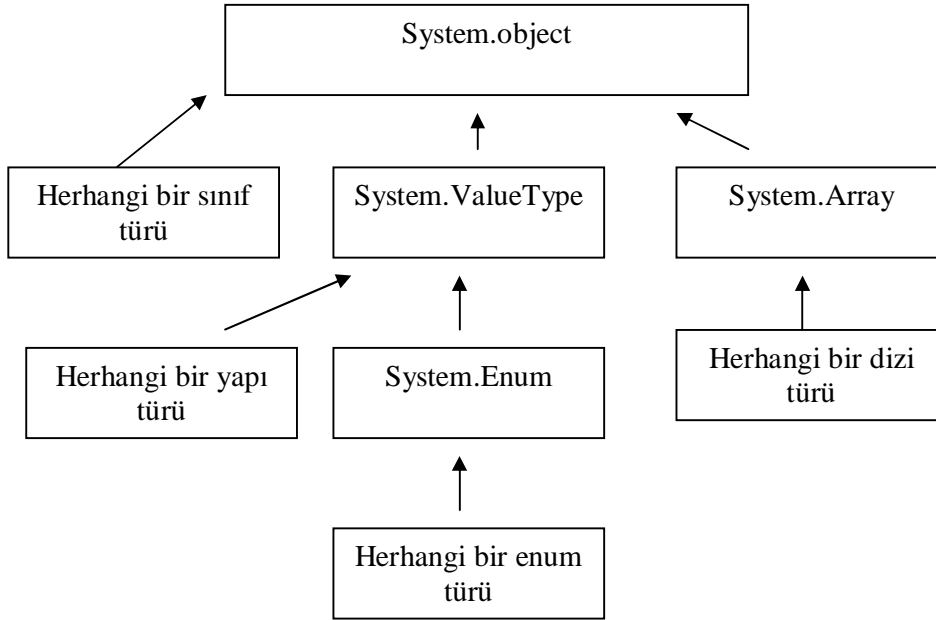 System.object
Herhangi bir sınıf
türü
System.ValueType
System.Array
Herhangi bir yapı
türü
System.Enum
Herhangi bir dizi
türü
Herhangi bir enum
türü